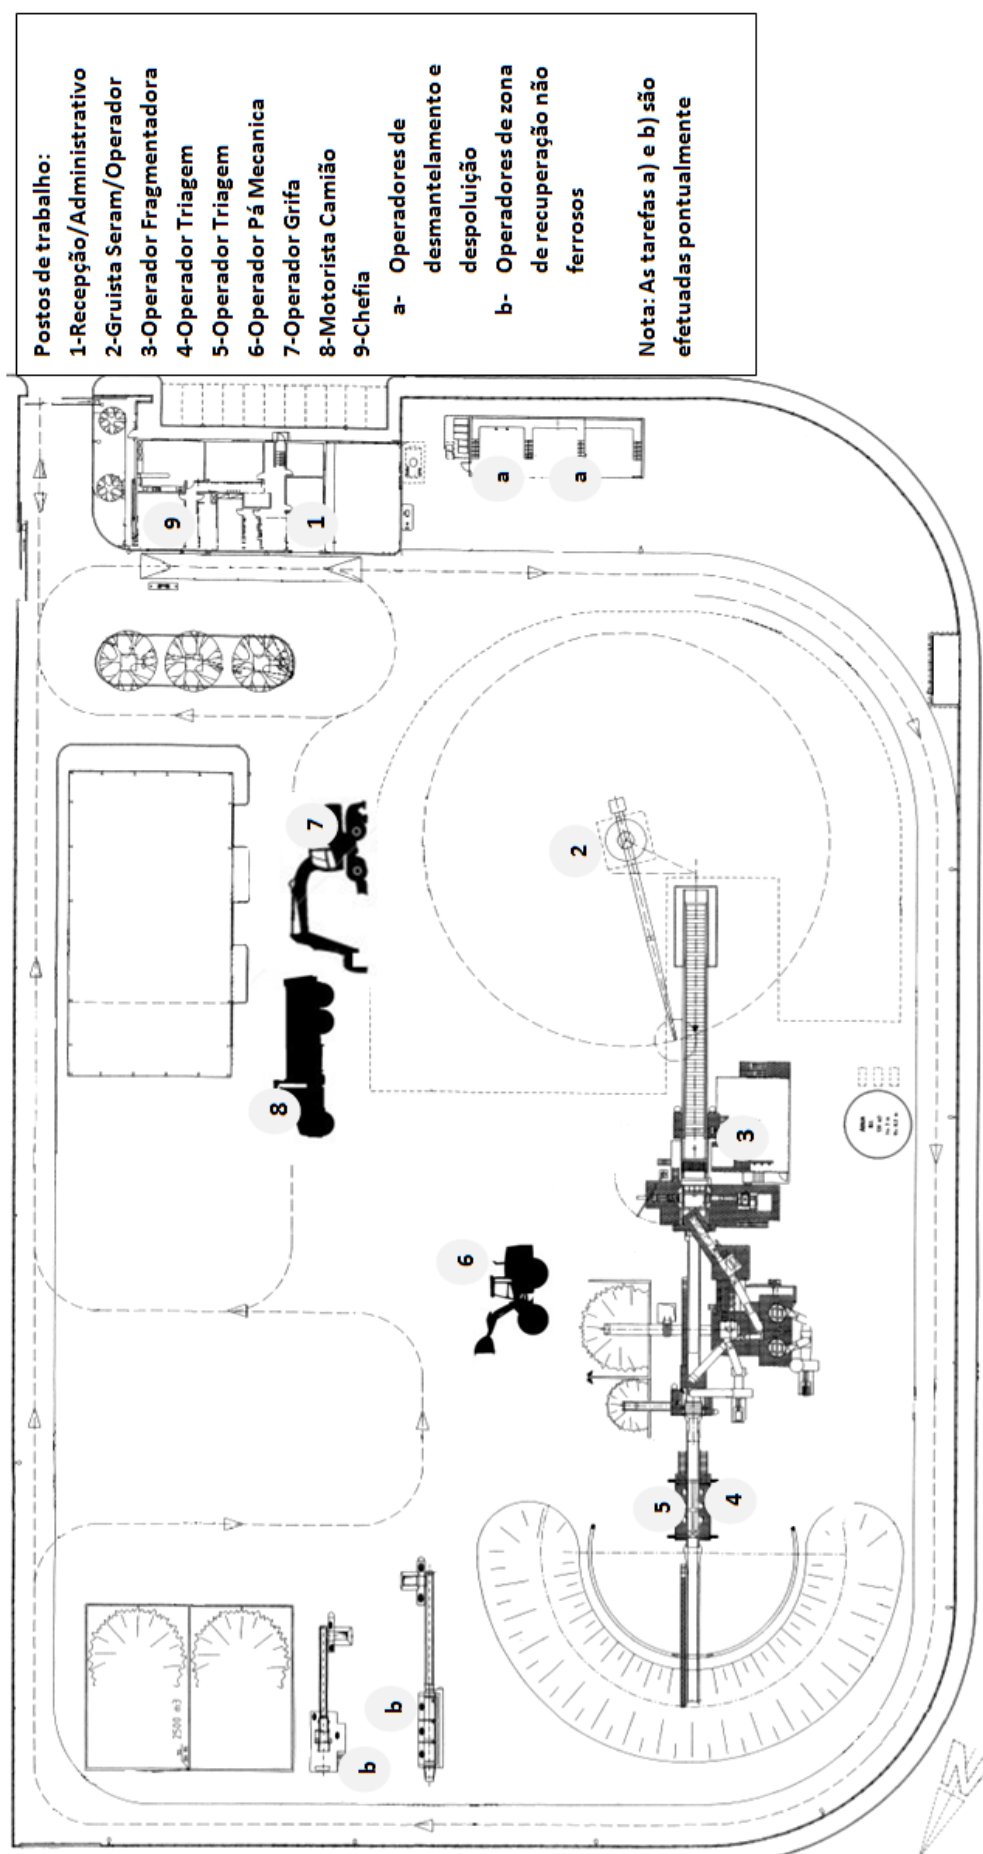 Postos de trabalho:
1-Recepção/Administrativo
2-Gruista Seram/Operador
3-Operador Fragmentadora
4-Operador Triagem
5-Operador Triagem
6-Operador Pá Mecanica
7-Operador Grifa
8-Motorista Camião
9-Chefia
a- Operadores de
desmantelamento e
despoluição
b- Operadores de zona
de recuperação não
ferrosos
Nota: As tarefas a) e b) são
efetuadas pontualmente
9
1
a
a
7
2
8
3
6
5
4
b
b
2500 m3
N